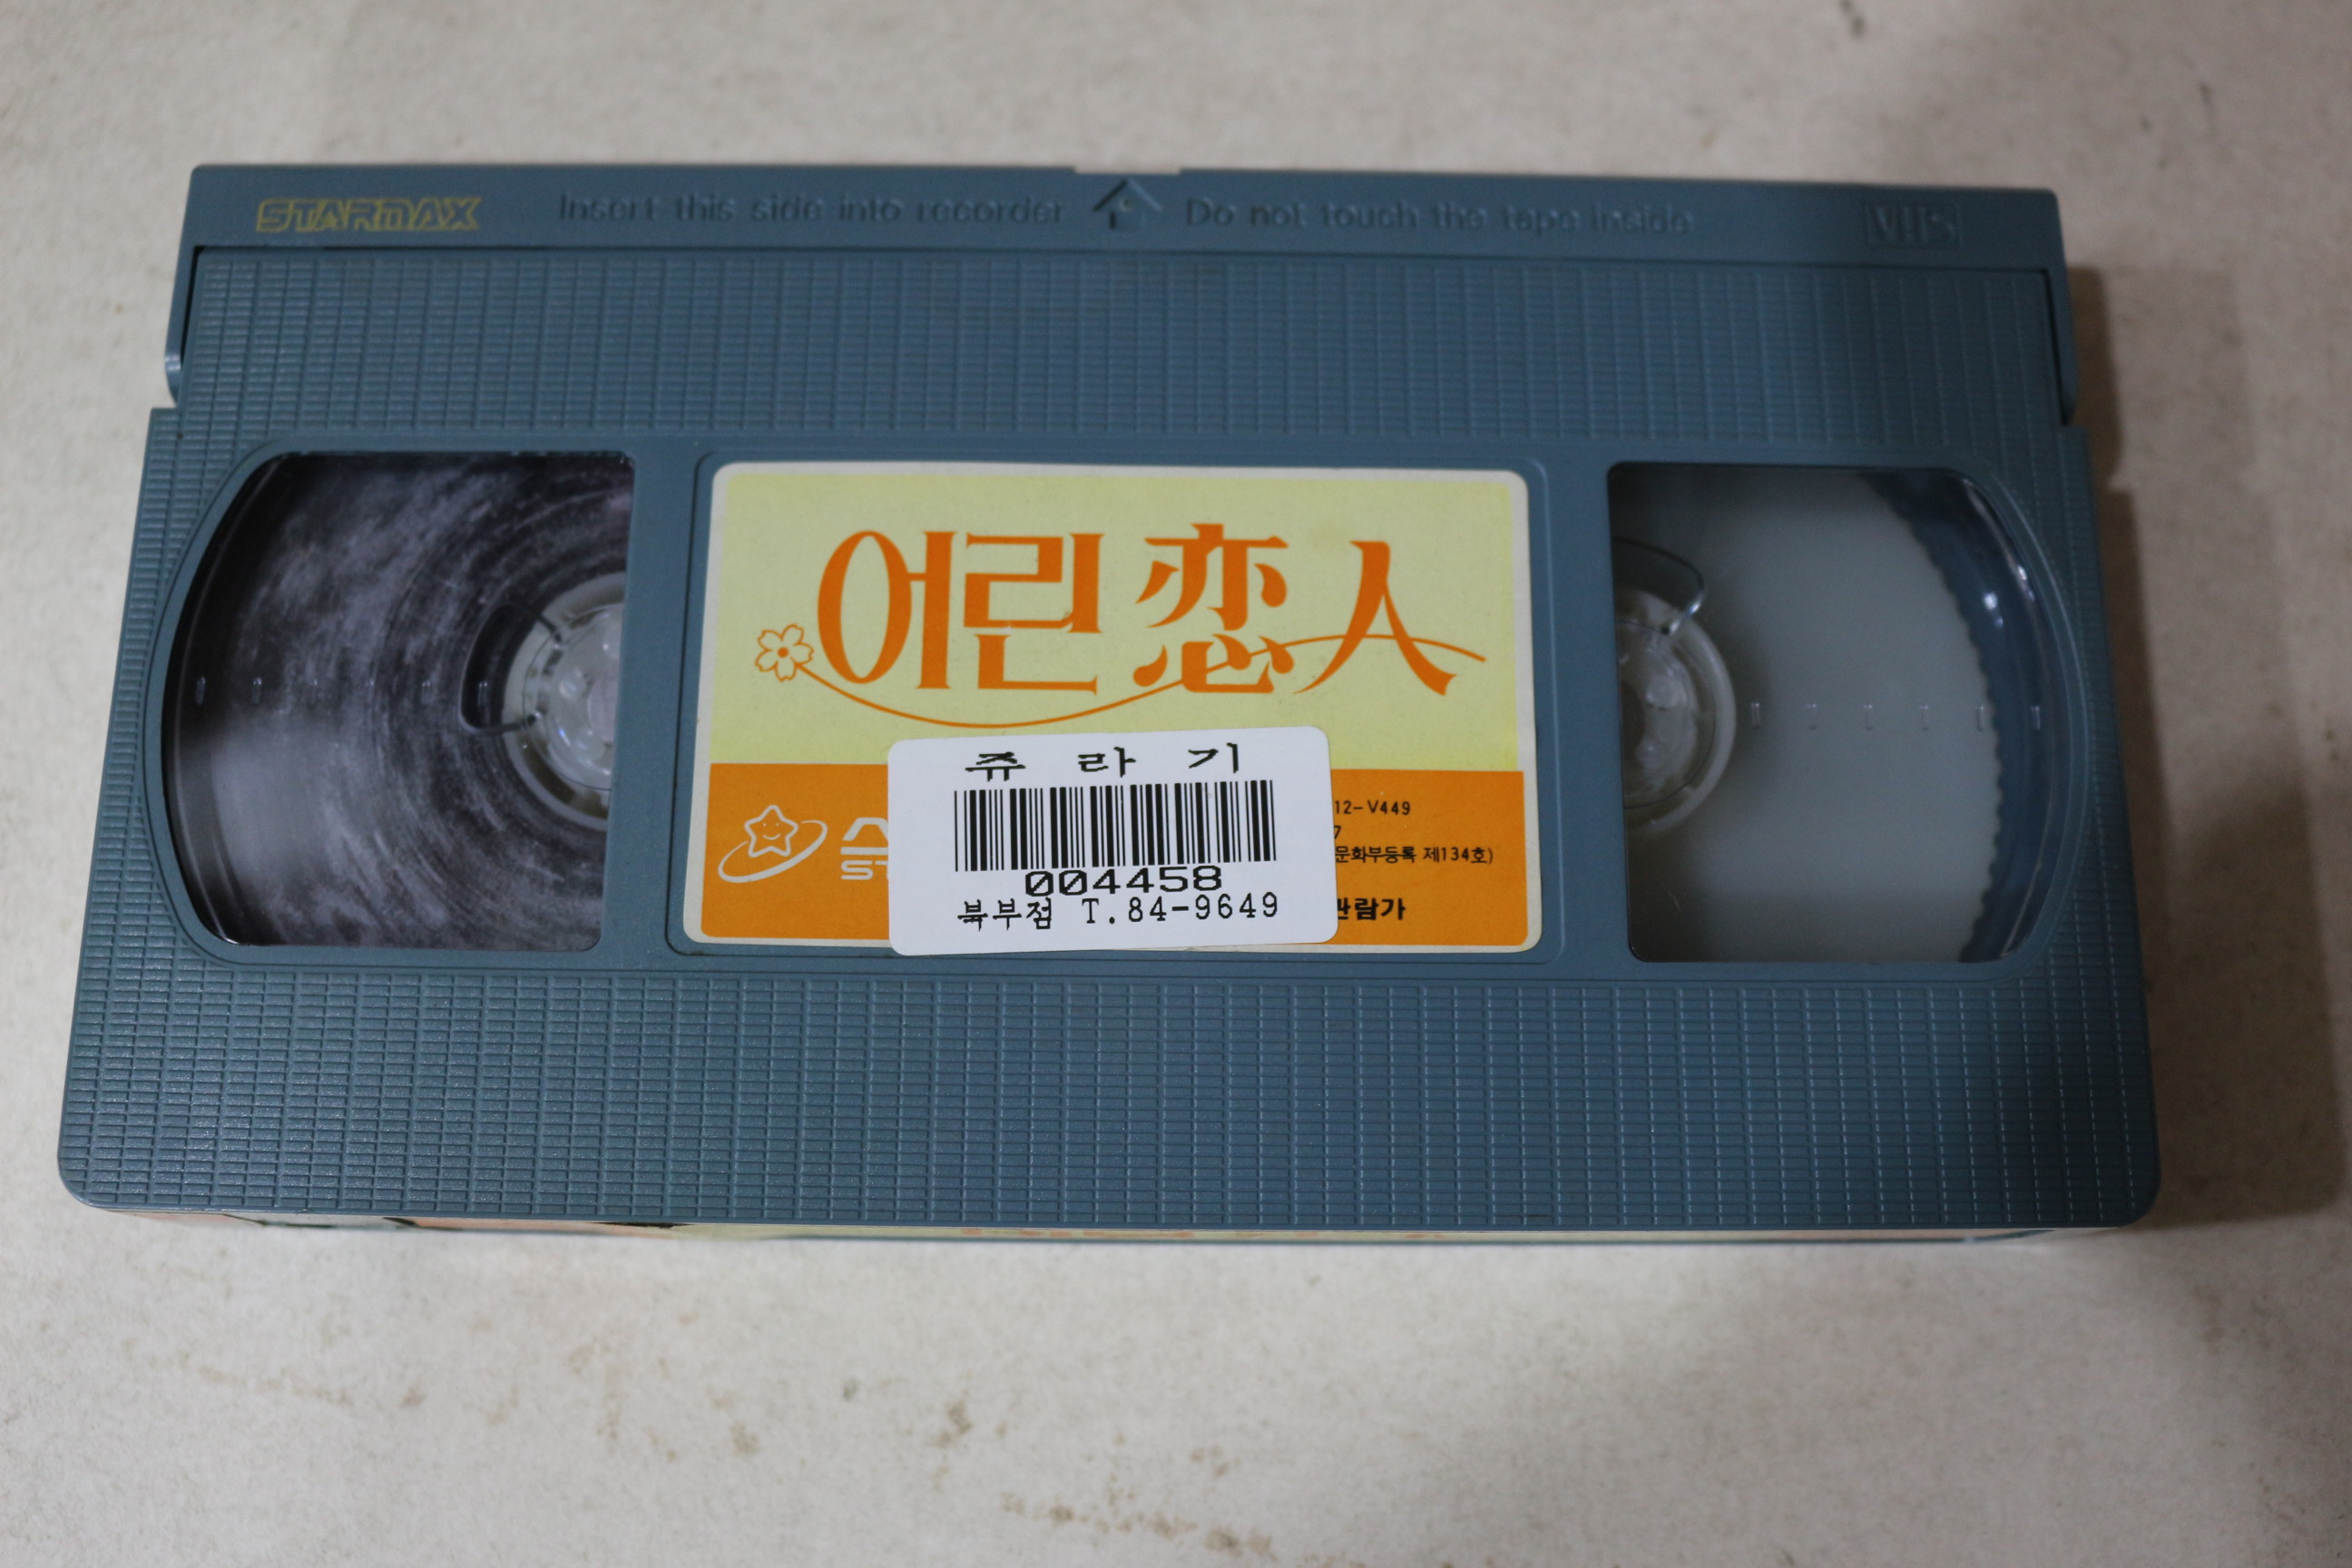 STARMAX
Insert this side into recorder
Do not touch the tape inside
VHS
어린 恋人
쥬 라 기
004458
북부점 T.84-9649
12-V449
7
문화부등록 제134호)
관람가